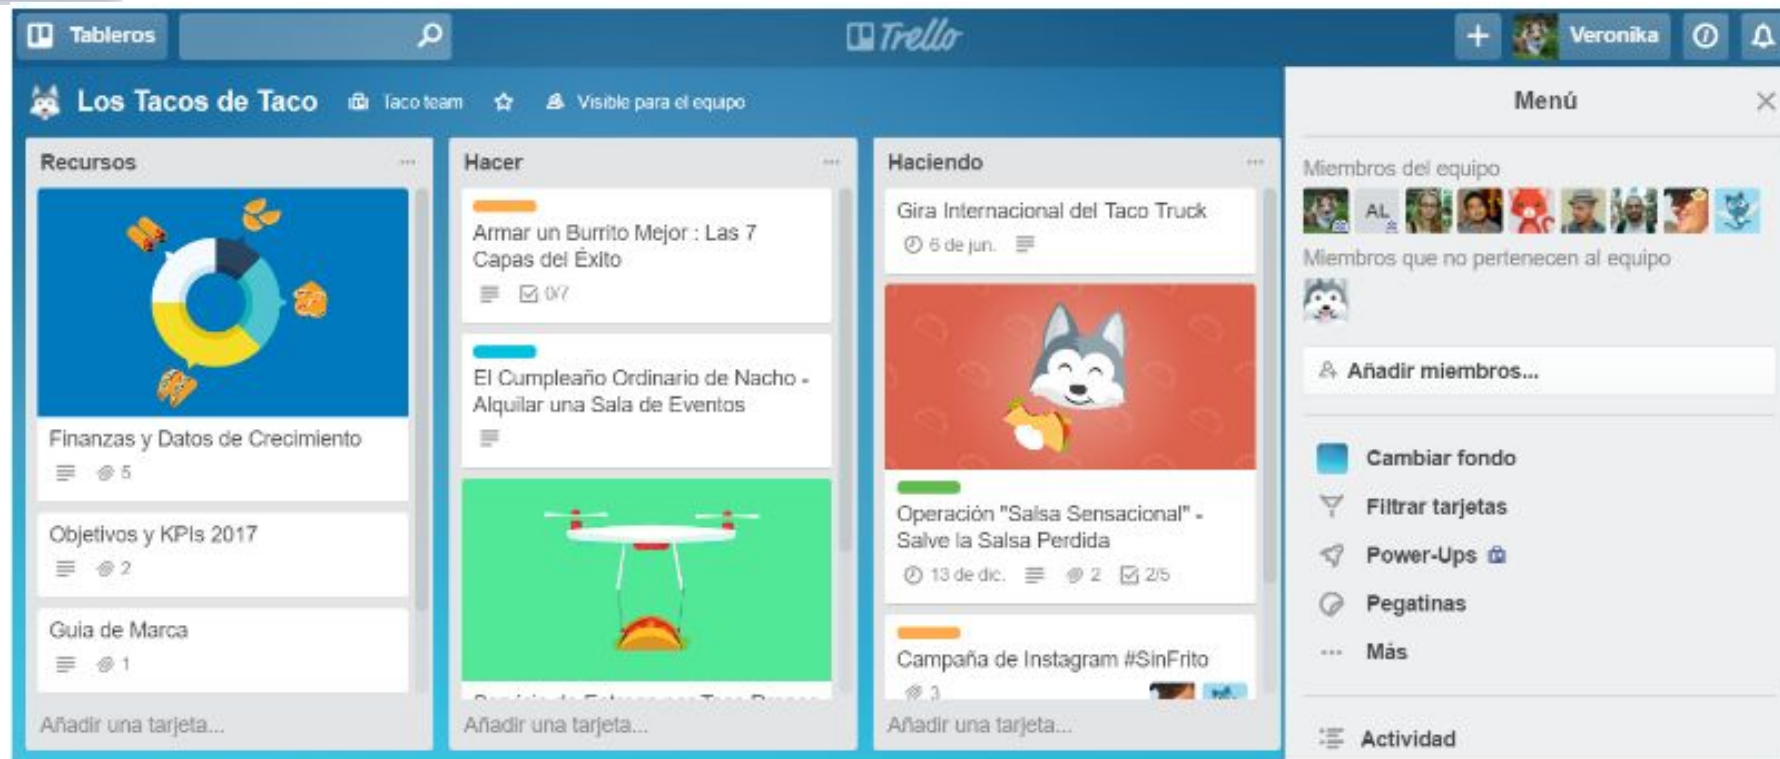 Tableros
Trello
Veronika
Los Tacos de Taco
Taco team
Visible para el equipo
Recursos
Finanzas y Datos de Crecimiento
5
Objetivos y KPIs 2017
2
Guia de Marca
1
Añadir una tarjeta...
Hacer
Armar un Burrito Mejor : Las 7
Capas del Éxito
0/7
El Cumpleaño Ordinario de Nacho -
Alquilar una Sala de Eventos
Añadir una tarjeta...
Haciendo
Gira Internacional del Taco Truck
6 de jun.
Operación "Salsa Sensacional" -
Salve la Salsa Perdida
13 de dic. 2 2/5
Campaña de Instagram #SinFrito
3
Añadir una tarjeta...
Menú
Miembros del equipo
AL
Miembros que no pertenecen al equipo
Añadir miembros...
Cambiar fondo
Filtrar tarjetas
Power-Ups
Pegatinas
Más
Actividad